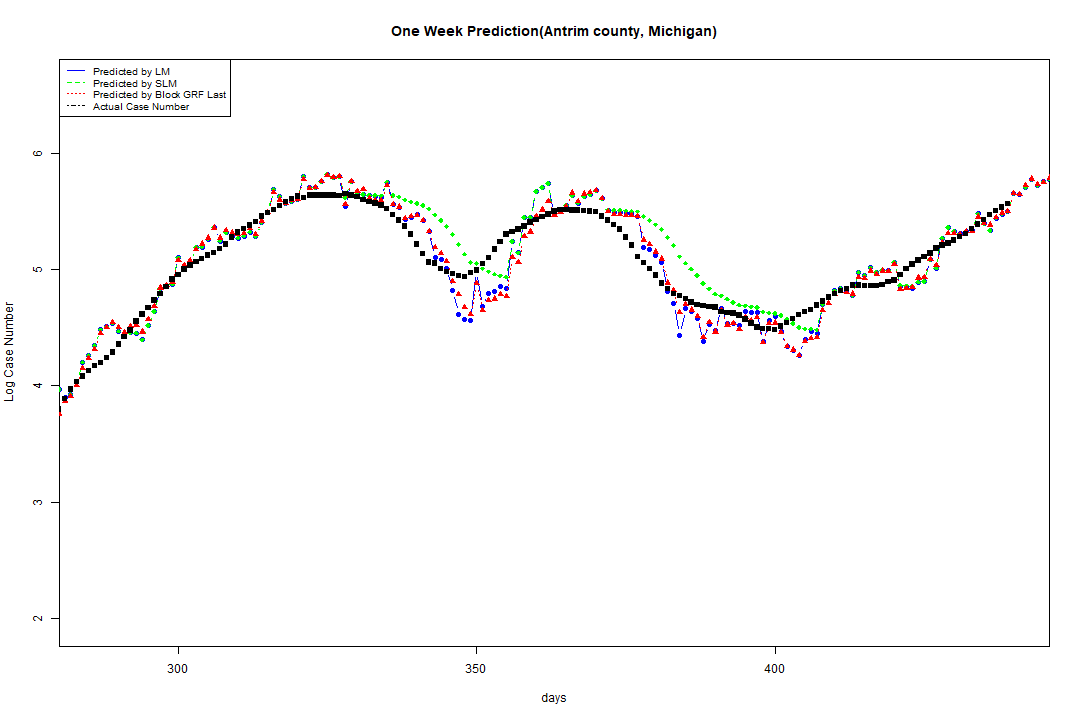 One Week Prediction(Antrim county, Michigan)
Predicted by LM
Predicted by SLM
Predicted by Block GRF Last
Actual Case Number
6
5
4
3
2
Log Case Number
300 350 400
days